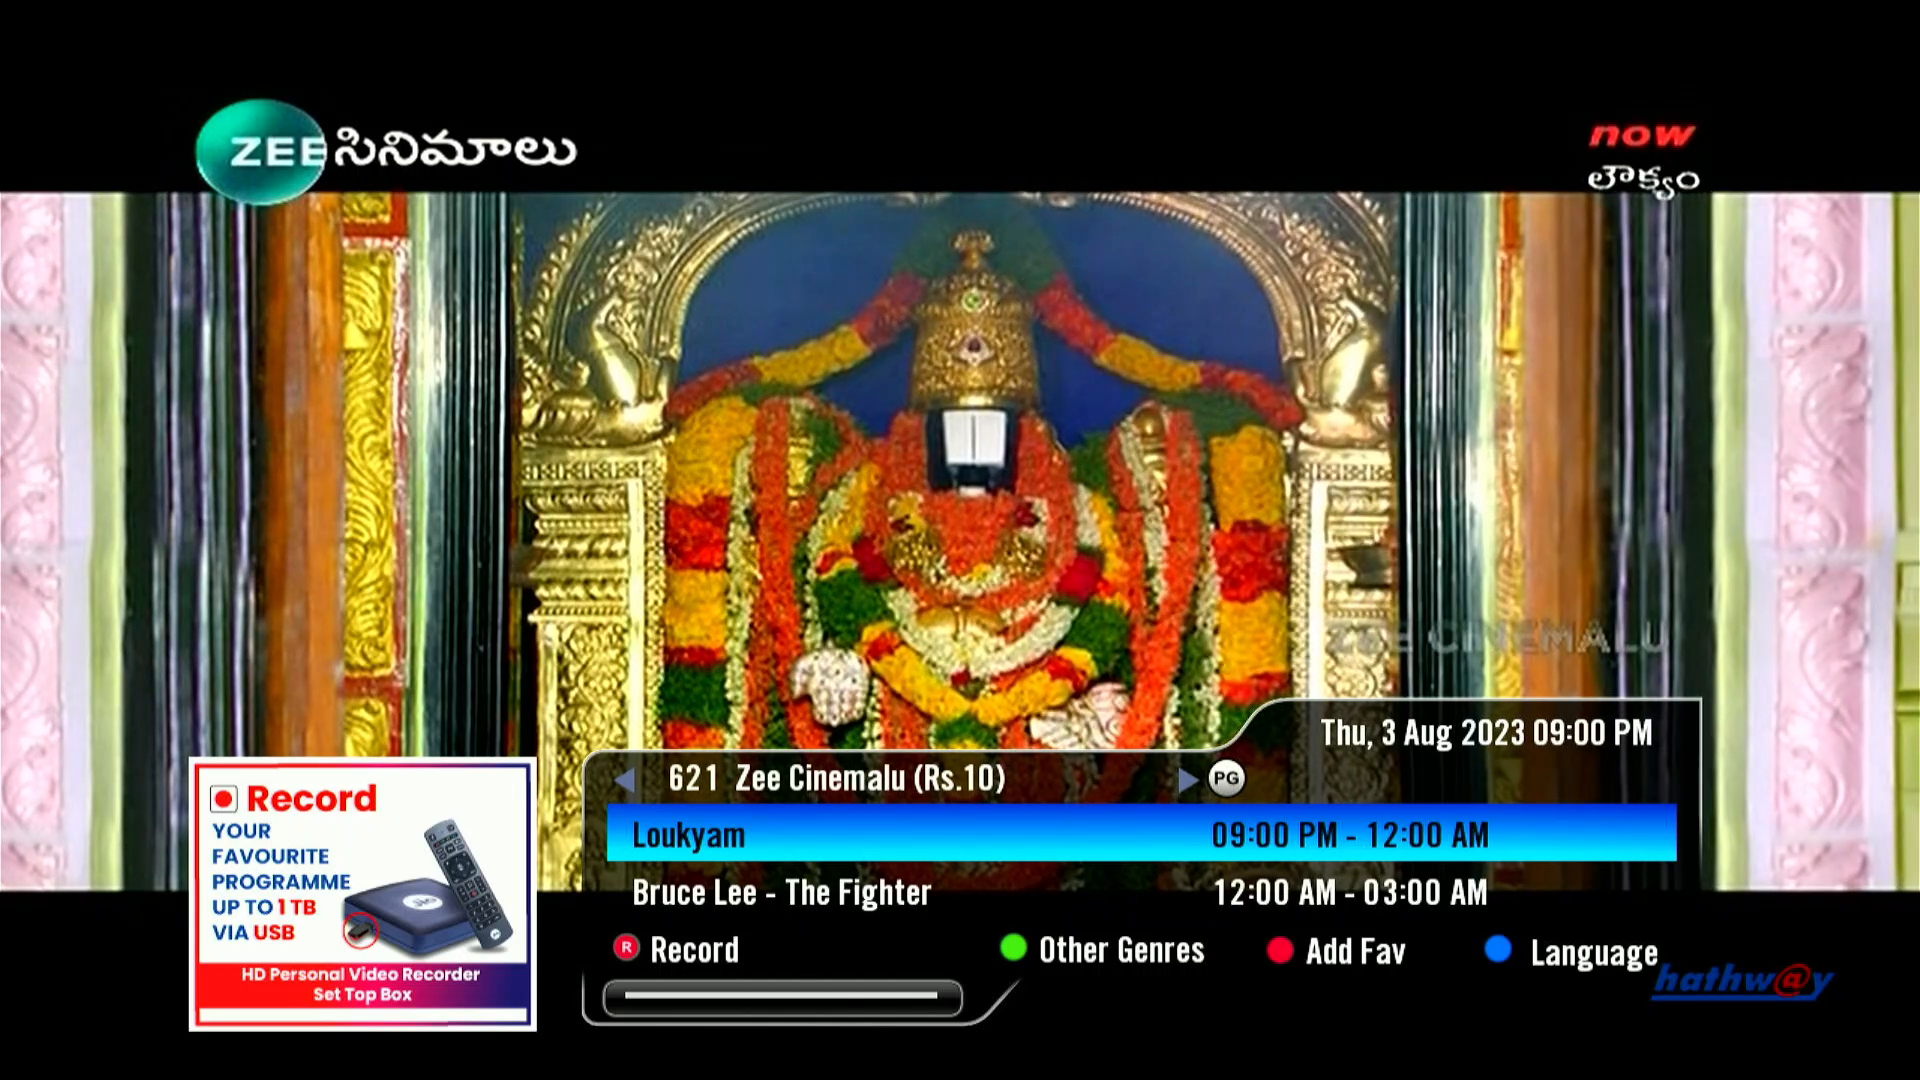 ZEE సినిమాలు
now
లౌక్యం
ZEE CINEMALU
Thu, 3 Aug 2023 09:00 PM
621 Zee Cinemalu (Rs.10) PG
Loukyam 09:00 PM - 12:00 AM
Bruce Lee - The Fighter 12:00 AM - 03:00 AM
R Record Other Genres Add Fav Language
hathw@y
Record
YOUR
FAVOURITE
PROGRAMME
UP TO 1 TB
VIA USB
Jio
HD Personal Video Recorder
Set Top Box